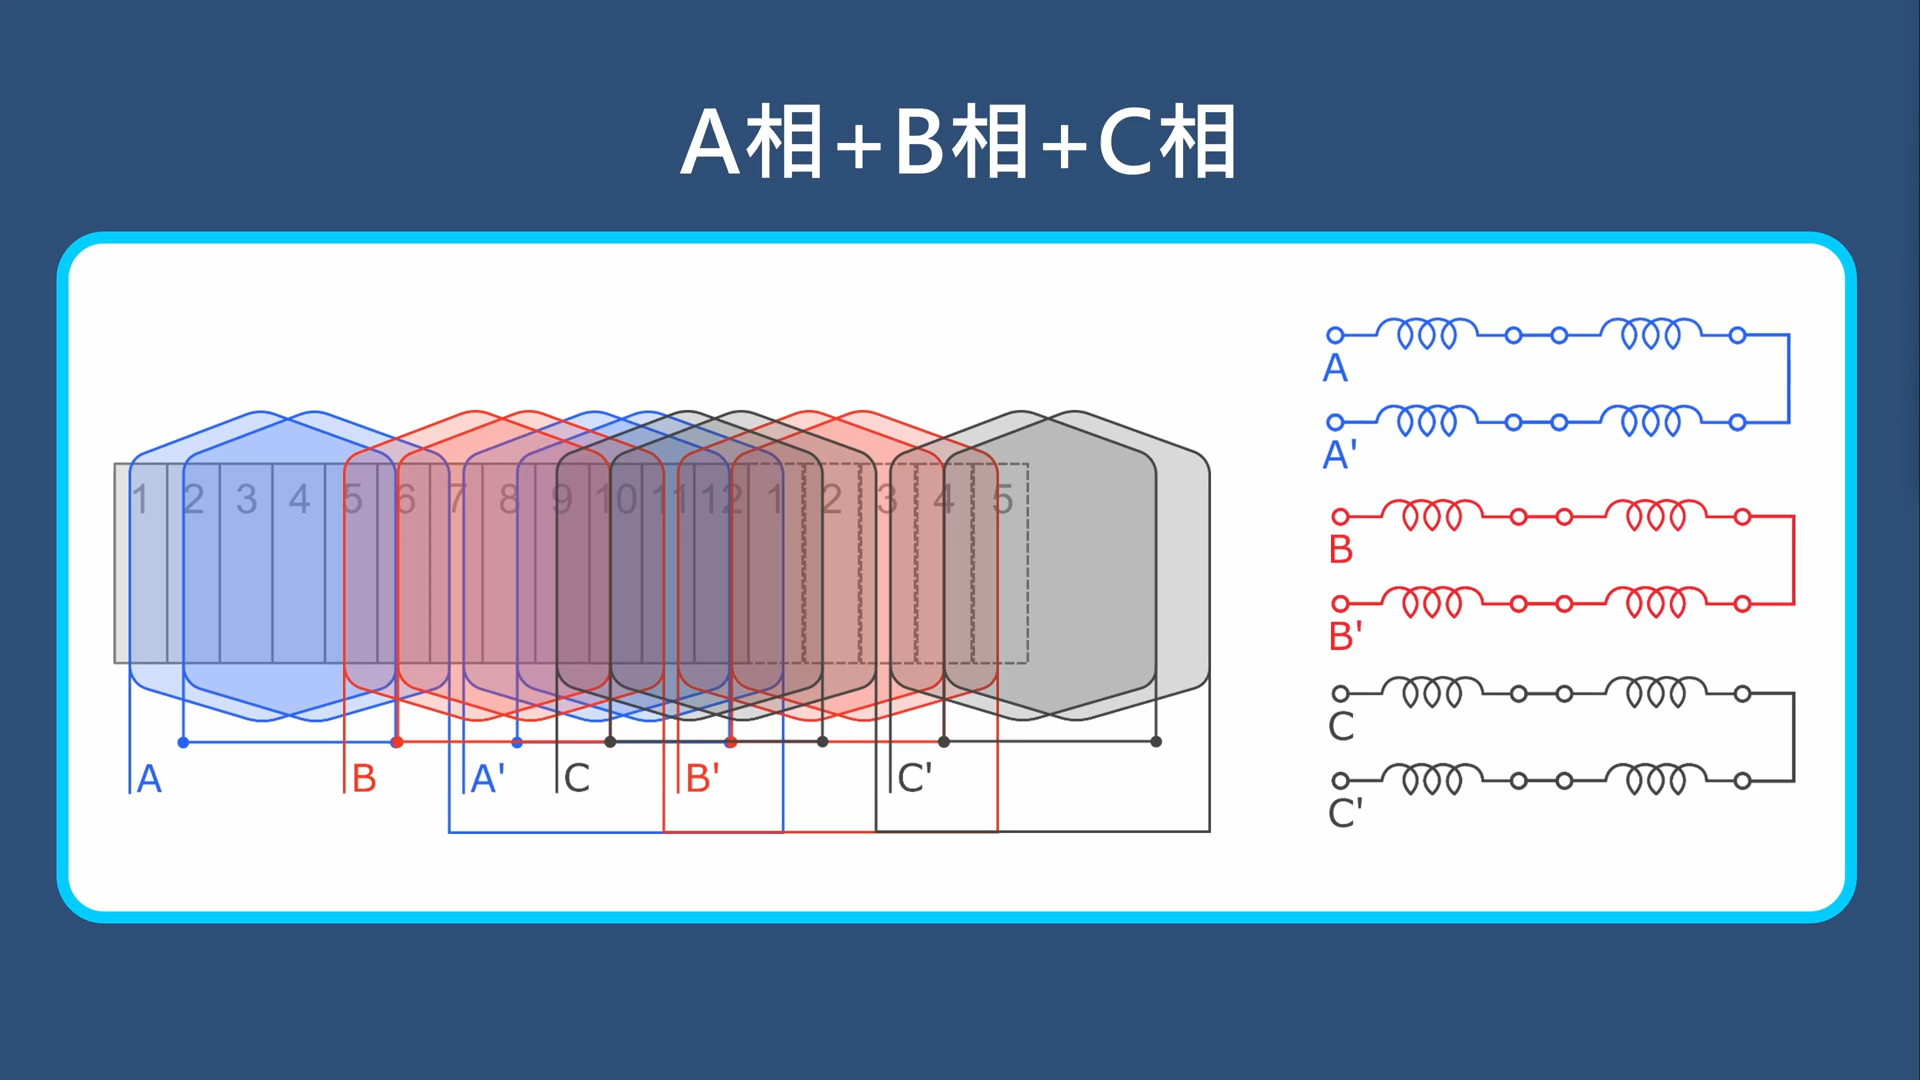 A相+B相+C相
1 2 3 4 5 6 7 8 9 10 11 12 1 2 3 4 5
A B A' C B' C'
A
A'
B
B'
C
C'